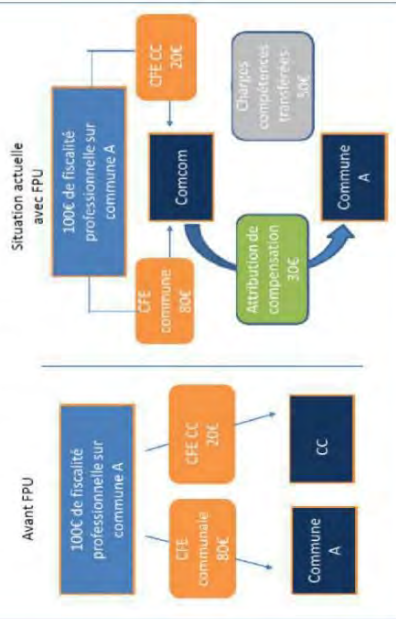 Avant FPU
100€ de fiscalité
professionnelle sur
commune A
CFE
communale
80€
CFE CC
20€
Commune
A
CC
Situation actuelle
avec FPU
100€ de fiscalité
professionnelle sur
commune A
CFE
commune
80€
CFE CC
20€
Comcom
Attribution de
compensation
30€
Charges
compétences
transférées
50€
Commune
A